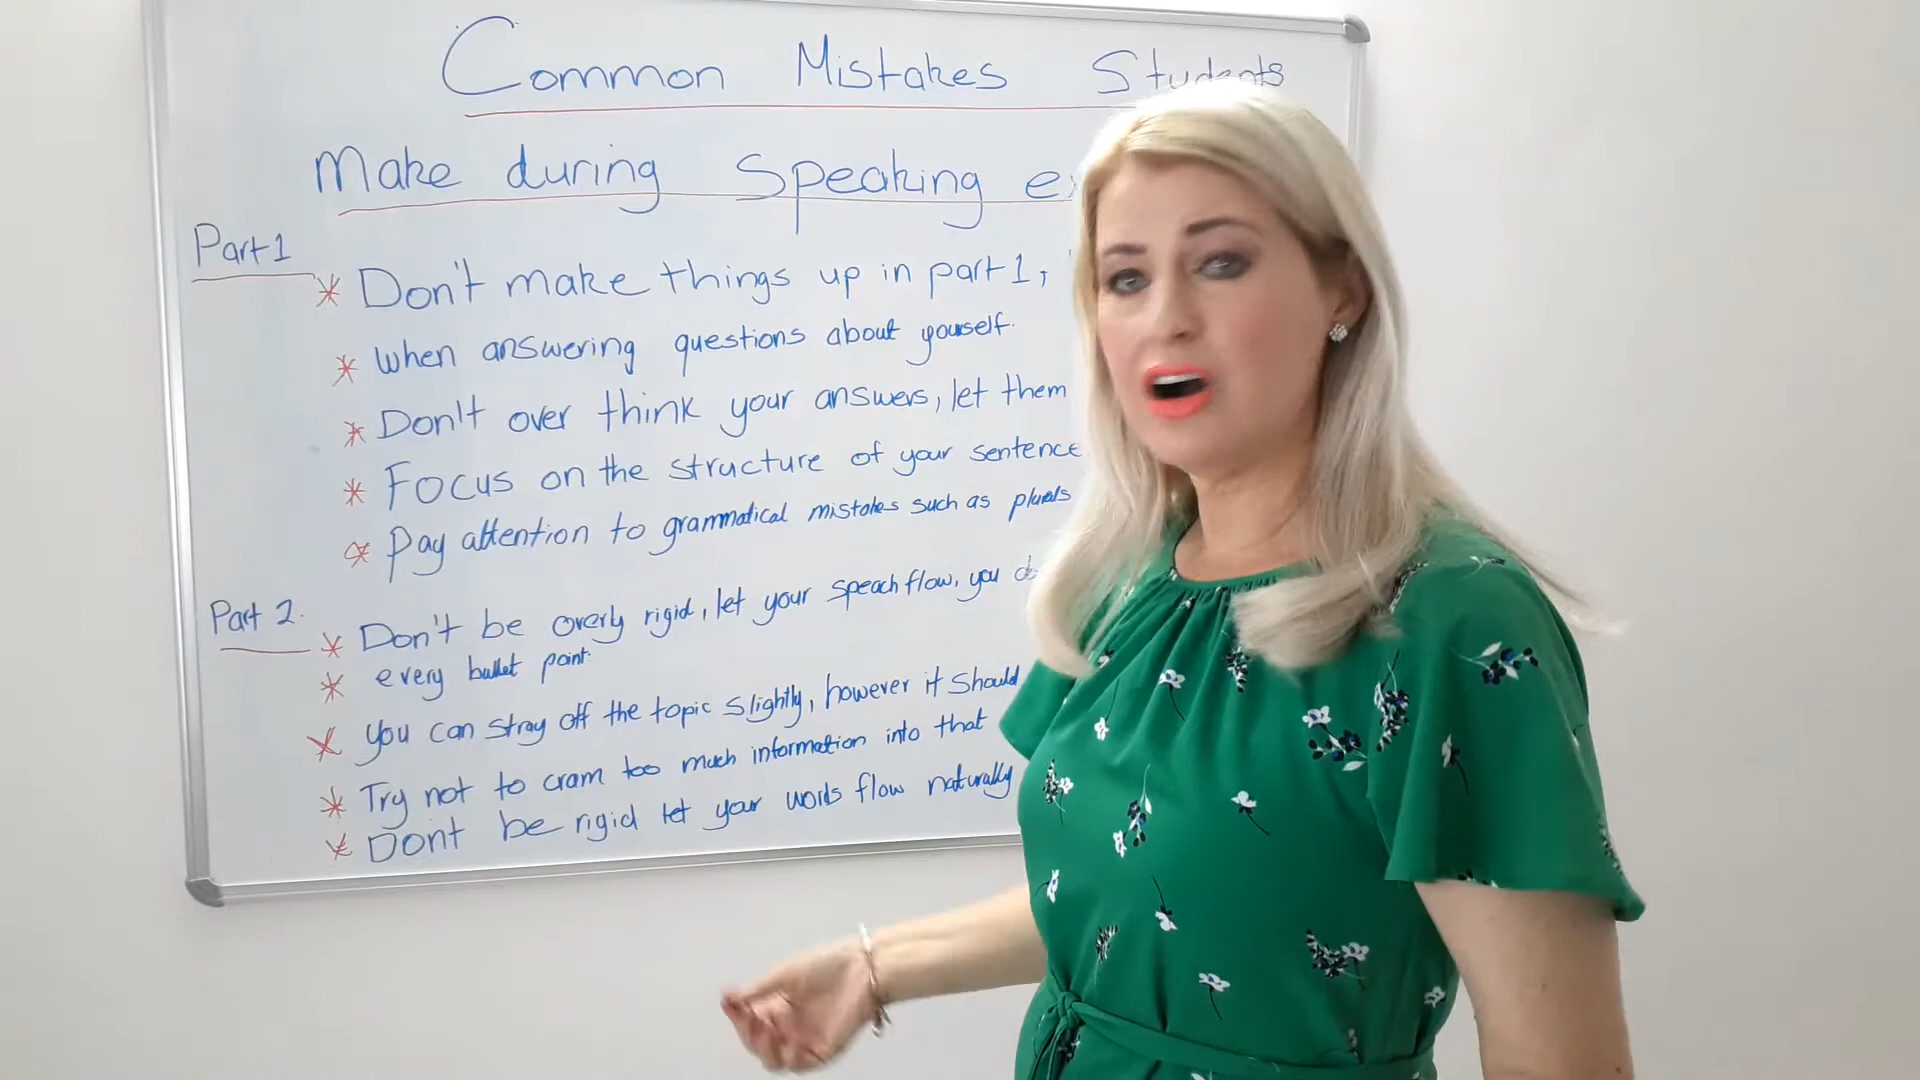 Common Mistakes Students
Make during Speaking
Part 1
* Don't make things up in part 1,
* when answering questions about yourself.
* Don't over think your answers, let them
* Focus on the structure of your sentence
* Pay attention to grammatical mistakes such as plurals
Part 2.
* Don't be overly rigid, let your speach flow, you
* every bullet point.
* you can stray off the topic slightly, however it should
* Try not to cram too much information into that
* Dont be rigid let your words flow naturally